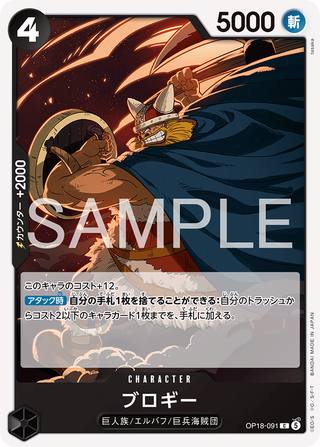 4
5000
斬
tasaka
カウンター +2000
SAMPLE
このキャラのコスト+12。
アタック時 自分の手札1枚を捨てることができる:自分のトラッシュか
らコスト2以下のキャラカード1枚までを、手札に加える。
CHARACTER
ブロギー
巨人族/エルバフ/巨兵海賊団
OP18-091 C 5
BANDAI MADE IN JAPAN